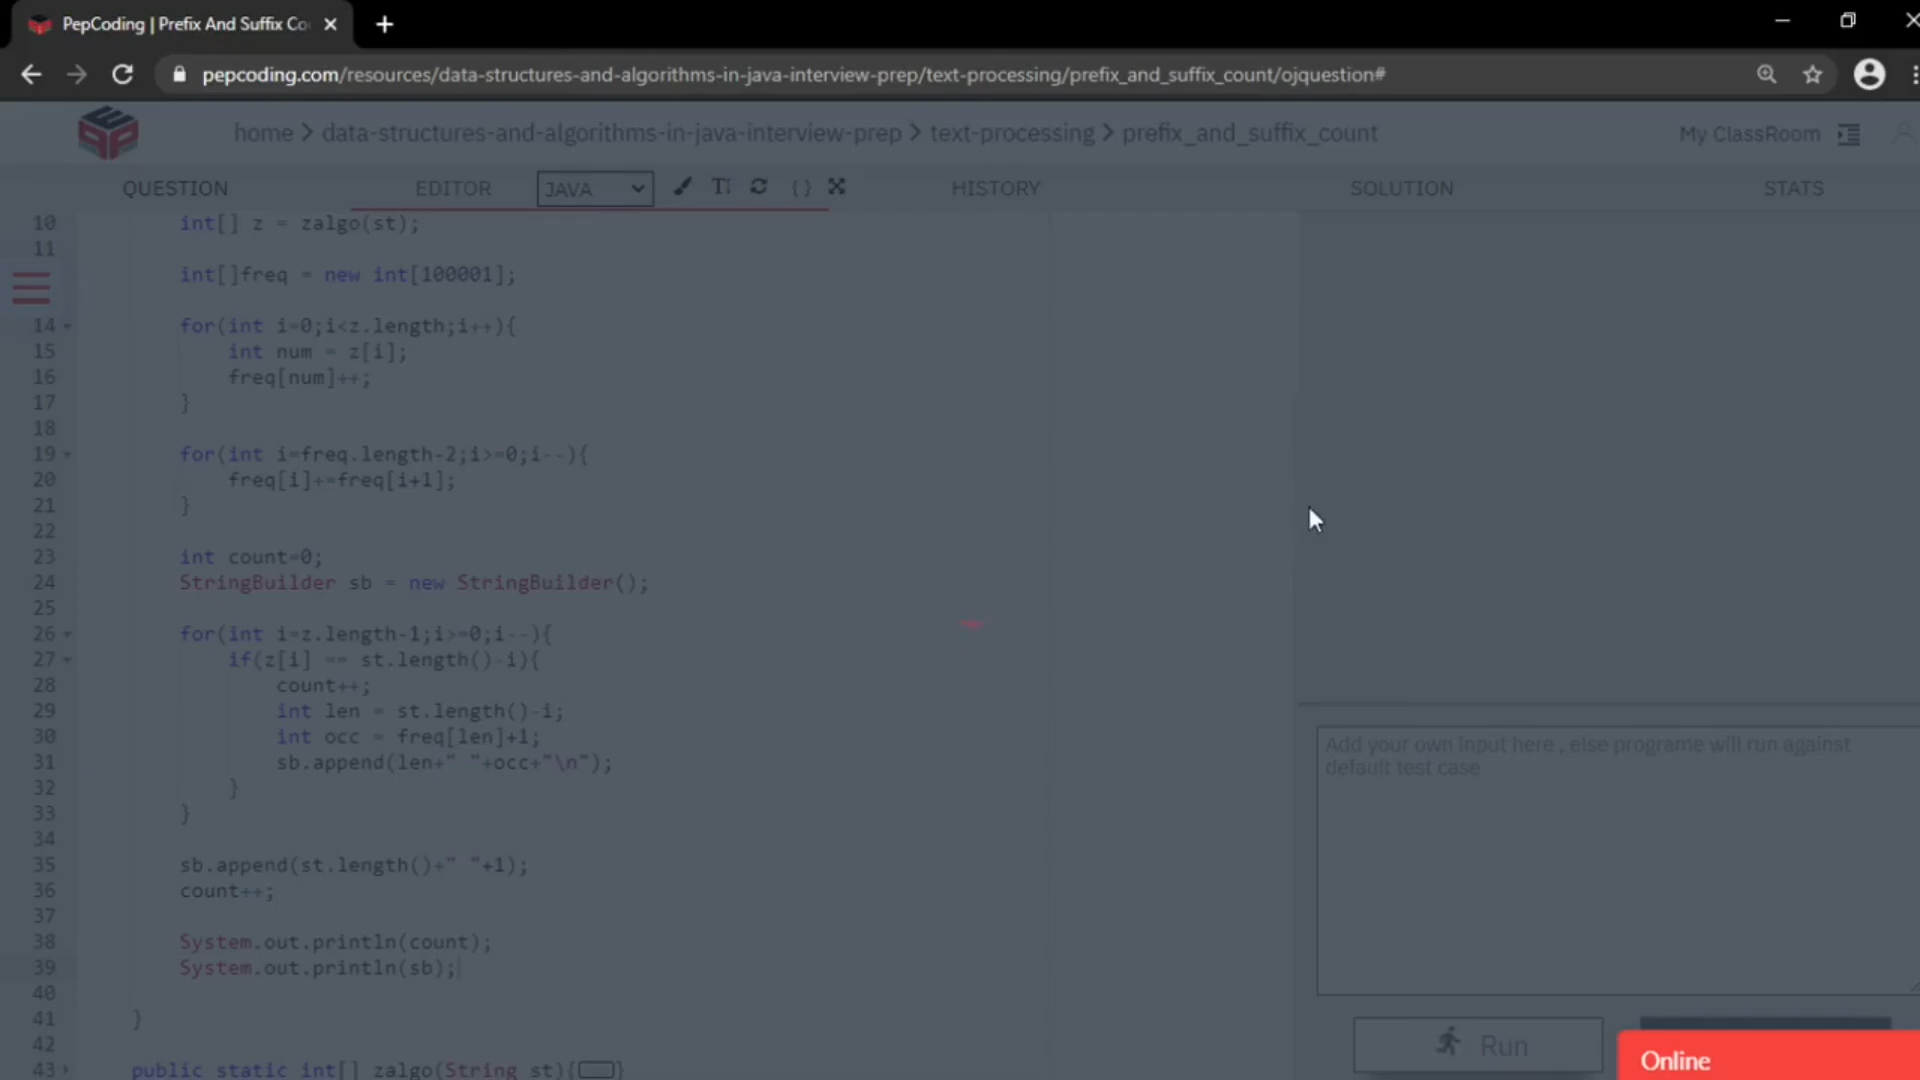 PepCoding | Prefix And Suffix Co
pepcoding.com/resources/data-structures-and-algorithms-in-java-interview-prep/text-processing/prefix_and_suffix_count/ojquestion#
home > data-structures-and-algorithms-in-java-interview-prep > text-processing > prefix_and_suffix_count
My ClassRoom
QUESTION EDITOR JAVA { } HISTORY SOLUTION STATS
10 int[] z = zalgo(st);
11
int[]freq = new int[100001];
14 for(int i=0;i<z.length;i++){
15 int num = z[i];
16 freq[num]++;
17 }
18
19 for(int i=freq.length-2;i>=0;i--){
20 freq[i]+=freq[i+1];
21 }
22
23 int count=0;
24 StringBuilder sb = new StringBuilder();
25
26 for(int i=z.length-1;i>=0;i--){
27 if(z[i] == st.length()-i){
28 count++;
29 int len = st.length()-i;
30 int occ = freq[len]+1;
31 sb.append(len+" "+occ+"\n");
32 }
33 }
34
35 sb.append(st.length()+" "+1);
36 count++;
37
38 System.out.println(count);
39 System.out.println(sb);
40
41 }
42
43 public static int[] zalgo(String st){}
Add your own input here , else programe will run against
default test case
Run
Online